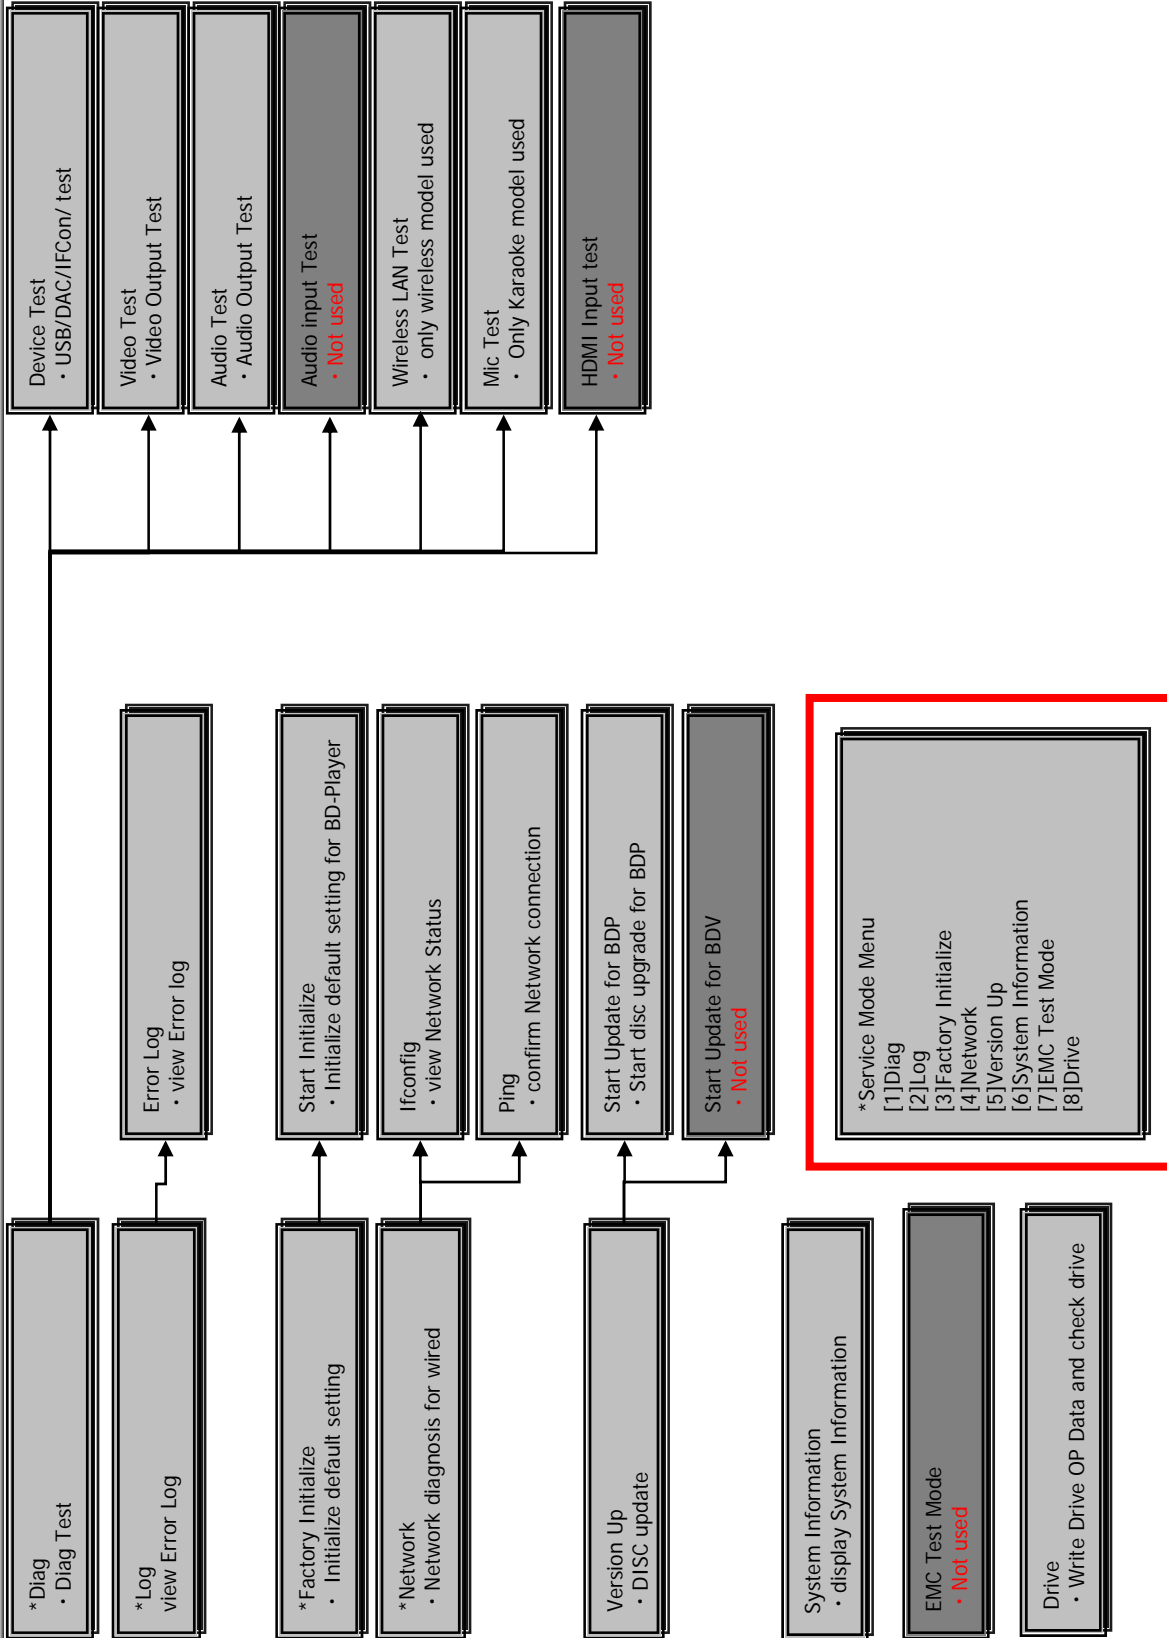 *Diag
・Diag Test
*Log
view Error Log
*Factory Initialize
・Initialize default setting
*Network
・Network diagnosis for wired
Version Up
・DISC update
System Information
・display System Information
EMC Test Mode
・Not used
Drive
・Write Drive OP Data and check drive
Error Log
・view Error log
Start Initialize
・Initialize default setting for BD-Player
Ifconfig
・view Network Status
Ping
・confirm Network connection
Start Update for BDP
・Start disc upgrade for BDP
Start Update for BDV
・Not used
*Service Mode Menu
[1]Diag
[2]Log
[3]Factory Initialize
[4]Network
[5]Version Up
[6]System Information
[7]EMC Test Mode
[8]Drive
Device Test
・USB/DAC/IFCon/ test
Video Test
・Video Output Test
Audio Test
・Audio Output Test
Audio input Test
・Not used
Wireless LAN Test
・only wireless model used
Mic Test
・Only Karaoke model used
HDMI Input test
・Not used